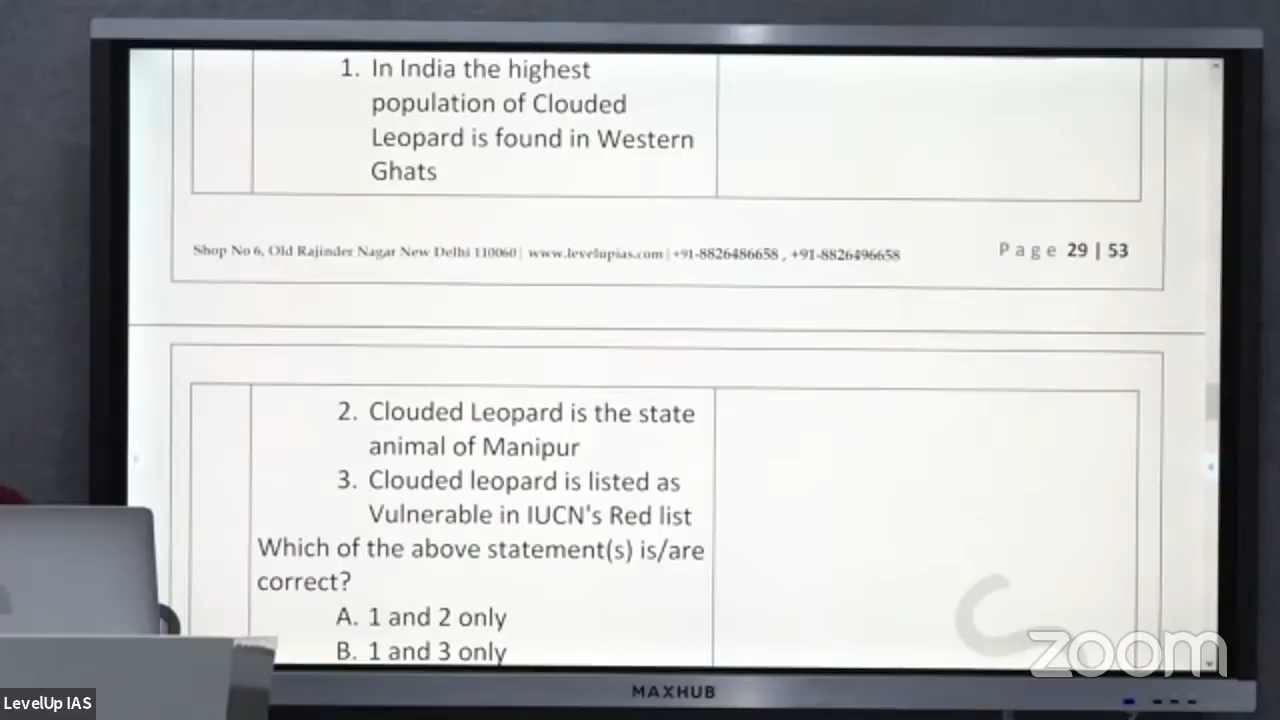 1. In India the highest
population of Clouded
Leopard is found in Western
Ghats
Shop No 6, Old Rajinder Nagar New Delhi 110060 | www.levelupias.com | +91-8826486658 , +91-8826496658
Page 29 | 53
2. Clouded Leopard is the state
animal of Manipur
3. Clouded leopard is listed as
Vulnerable in IUCN's Red list
Which of the above statement(s) is/are
correct?
A. 1 and 2 only
B. 1 and 3 only
zoom
MAXHUB
LevelUp IAS